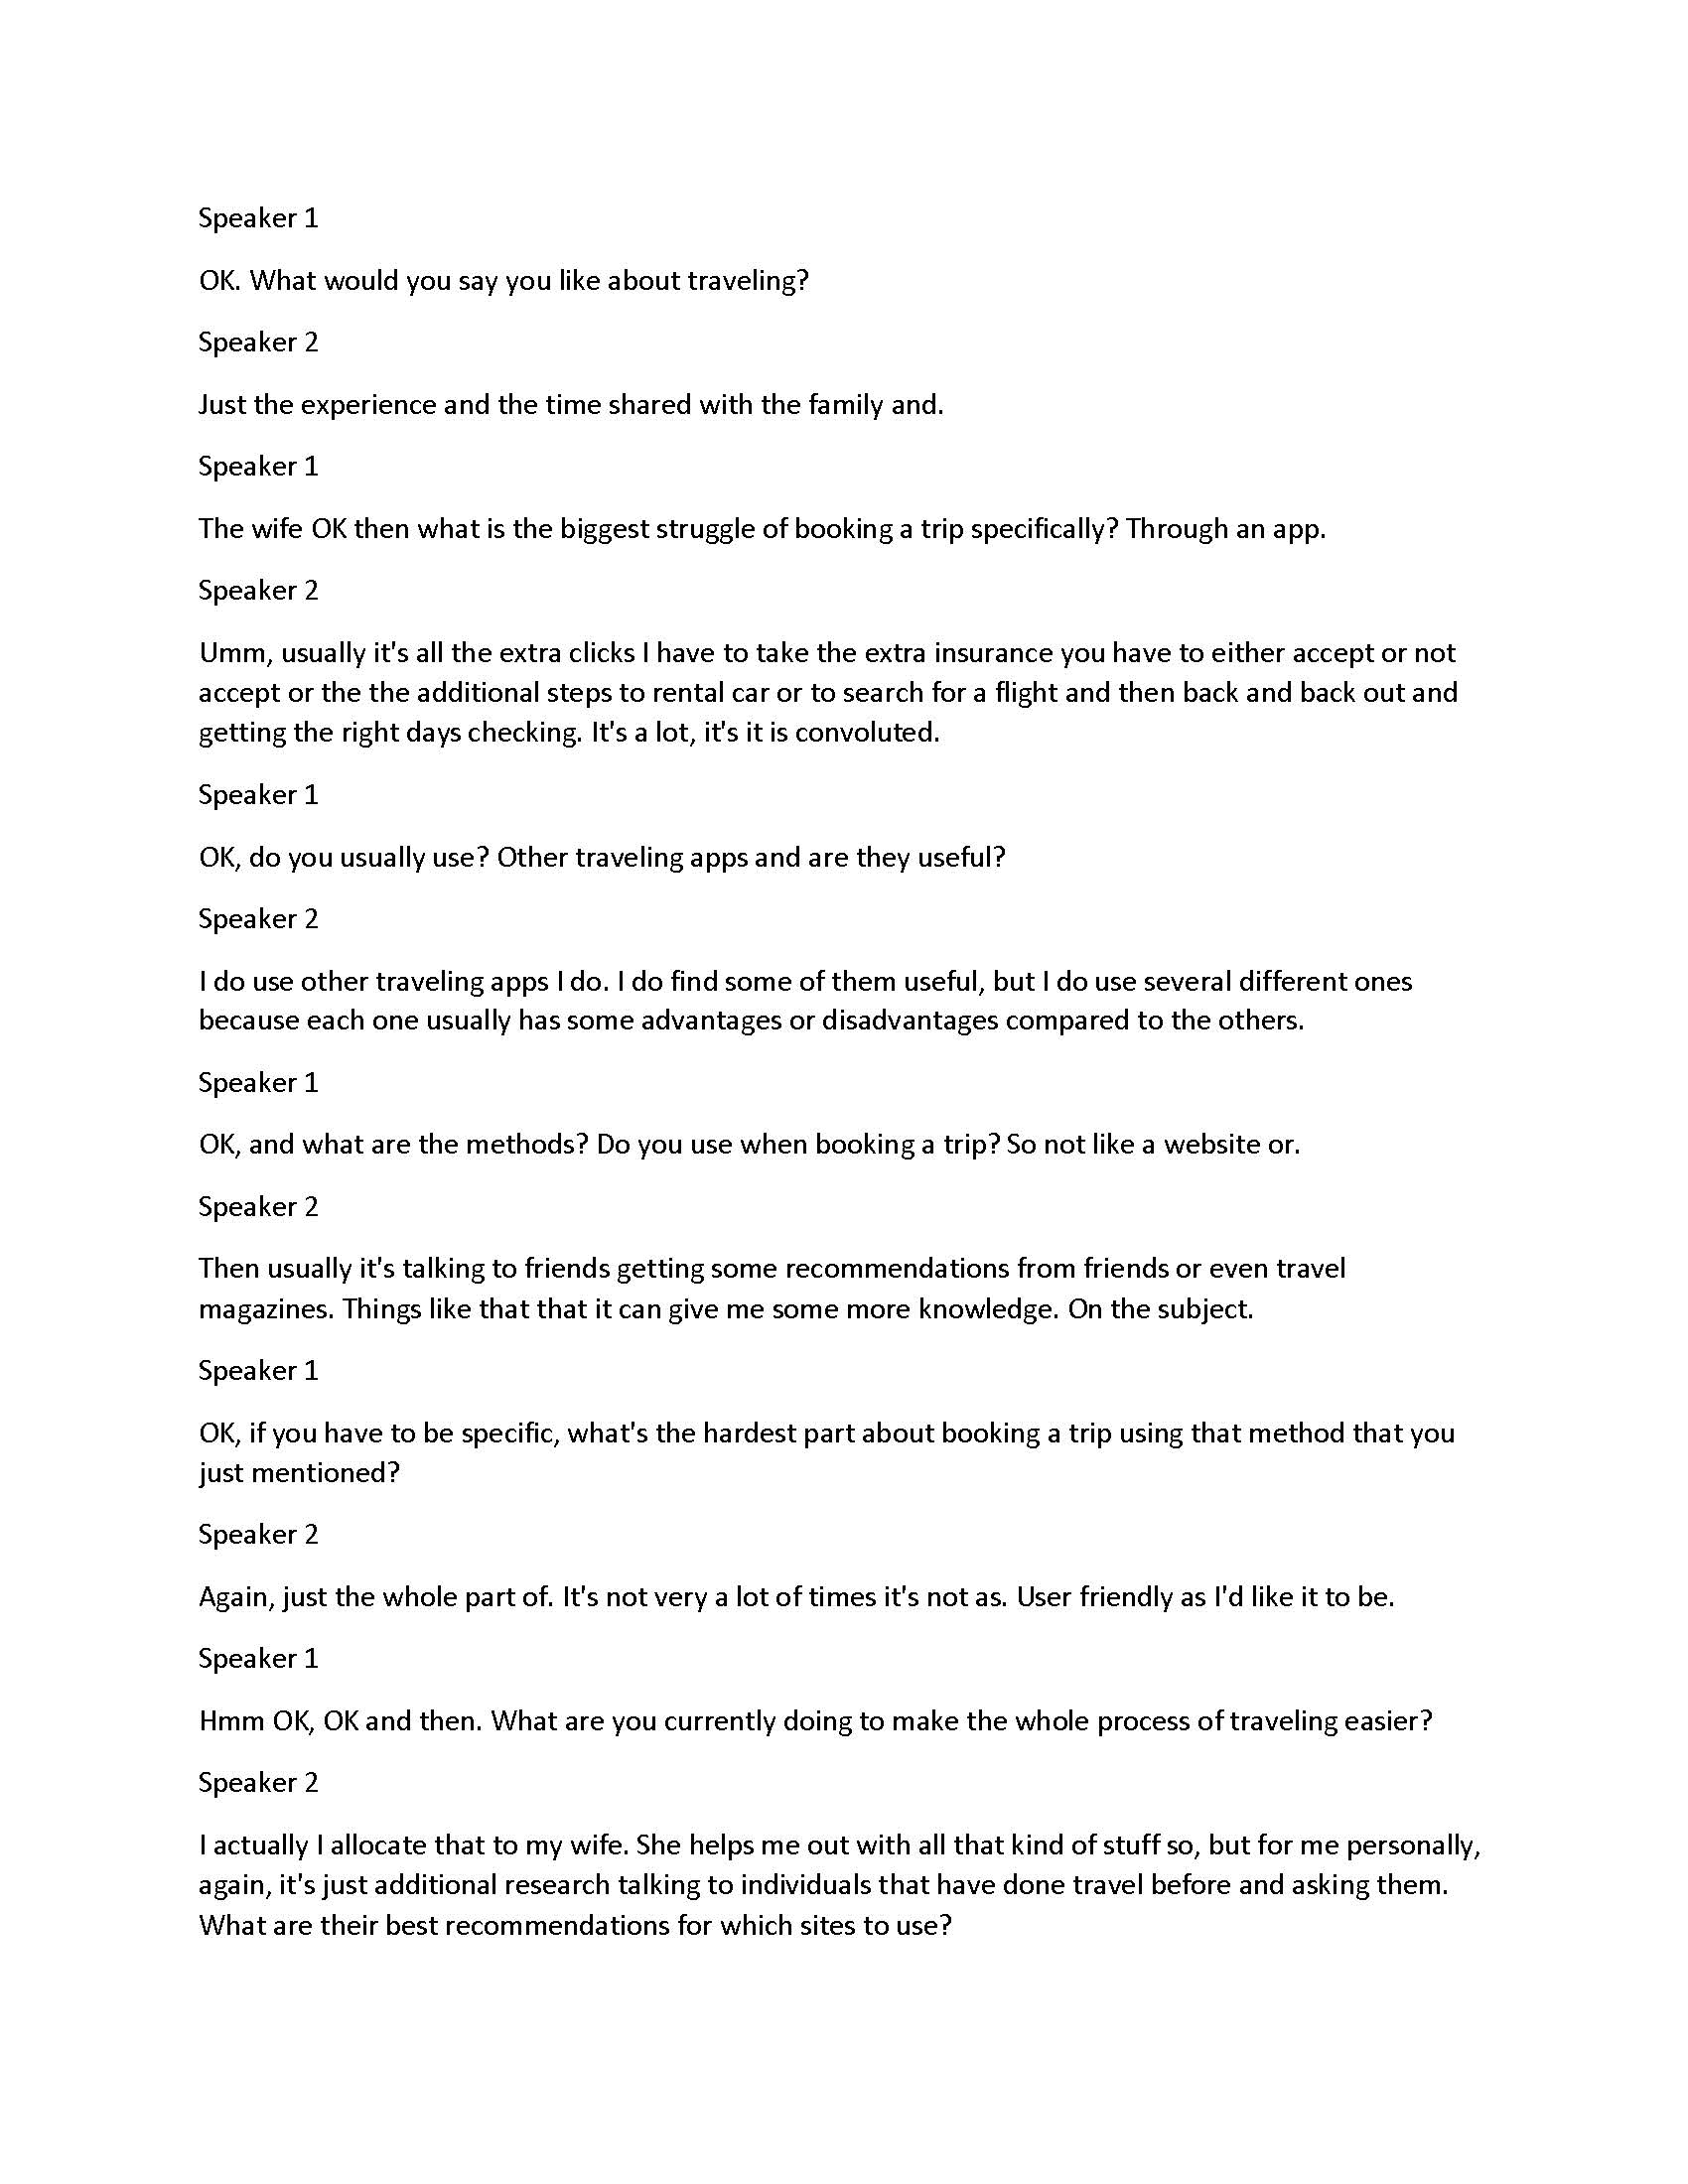 Speaker 1
OK. What would you say you like about traveling?
Speaker 2
Just the experience and the time shared with the family and.
Speaker 1
The wife OK then what is the biggest struggle of booking a trip specifically? Through an app.
Speaker 2
Umm, usually it's all the extra clicks I have to take the extra insurance you have to either accept or not
accept or the the additional steps to rental car or to search for a flight and then back and back out and
getting the right days checking. It's a lot, it's it is convoluted.
Speaker 1
OK, do you usually use? Other traveling apps and are they useful?
Speaker 2
I do use other traveling apps I do. I do find some of them useful, but I do use several different ones
because each one usually has some advantages or disadvantages compared to the others.
Speaker 1
OK, and what are the methods? Do you use when booking a trip? So not like a website or.
Speaker 2
Then usually it's talking to friends getting some recommendations from friends or even travel
magazines. Things like that that it can give me some more knowledge. On the subject.
Speaker 1
OK, if you have to be specific, what's the hardest part about booking a trip using that method that you
just mentioned?
Speaker 2
Again, just the whole part of. It's not very a lot of times it's not as. User friendly as I'd like it to be.
Speaker 1
Hmm OK, OK and then. What are you currently doing to make the whole process of traveling easier?
Speaker 2
I actually I allocate that to my wife. She helps me out with all that kind of stuff so, but for me personally,
again, it's just additional research talking to individuals that have done travel before and asking them.
What are their best recommendations for which sites to use?